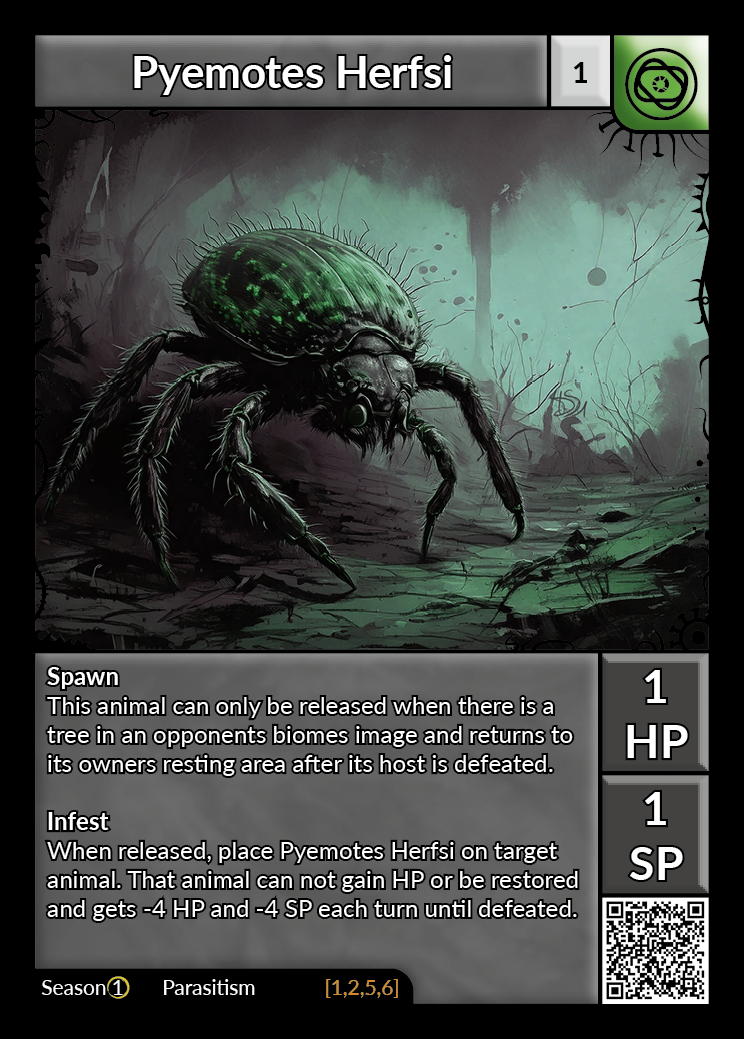 Pyemotes Herfsi
1
Spawn
This animal can only be released when there is a
tree in an opponents biomes image and returns to
its owners resting area after its host is defeated.
Infest
When released, place Pyemotes Herfsi on target
animal. That animal can not gain HP or be restored
and gets -4 HP and -4 SP each turn until defeated.
1
HP
1
SP
Season 1 Parasitism [1,2,5,6]